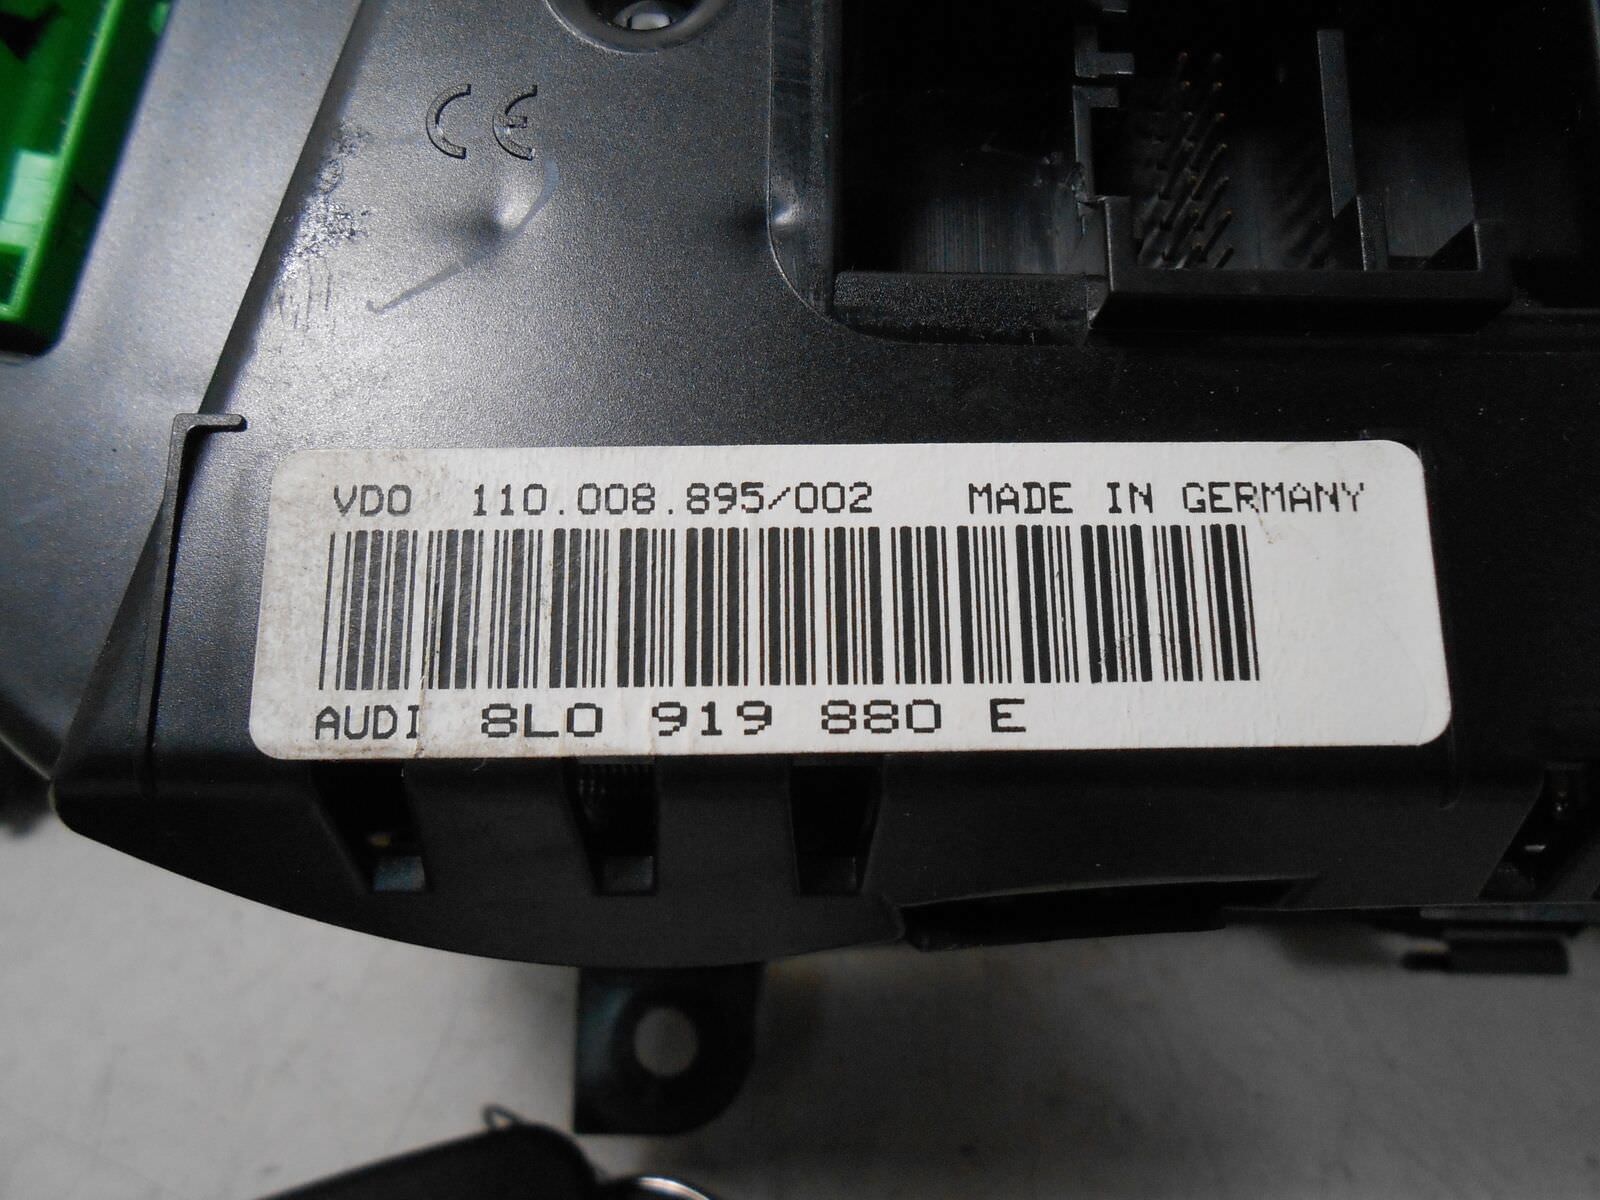 CE
VDO 110.008.895/002 MADE IN GERMANY
AUDI 8L0 919 880 E